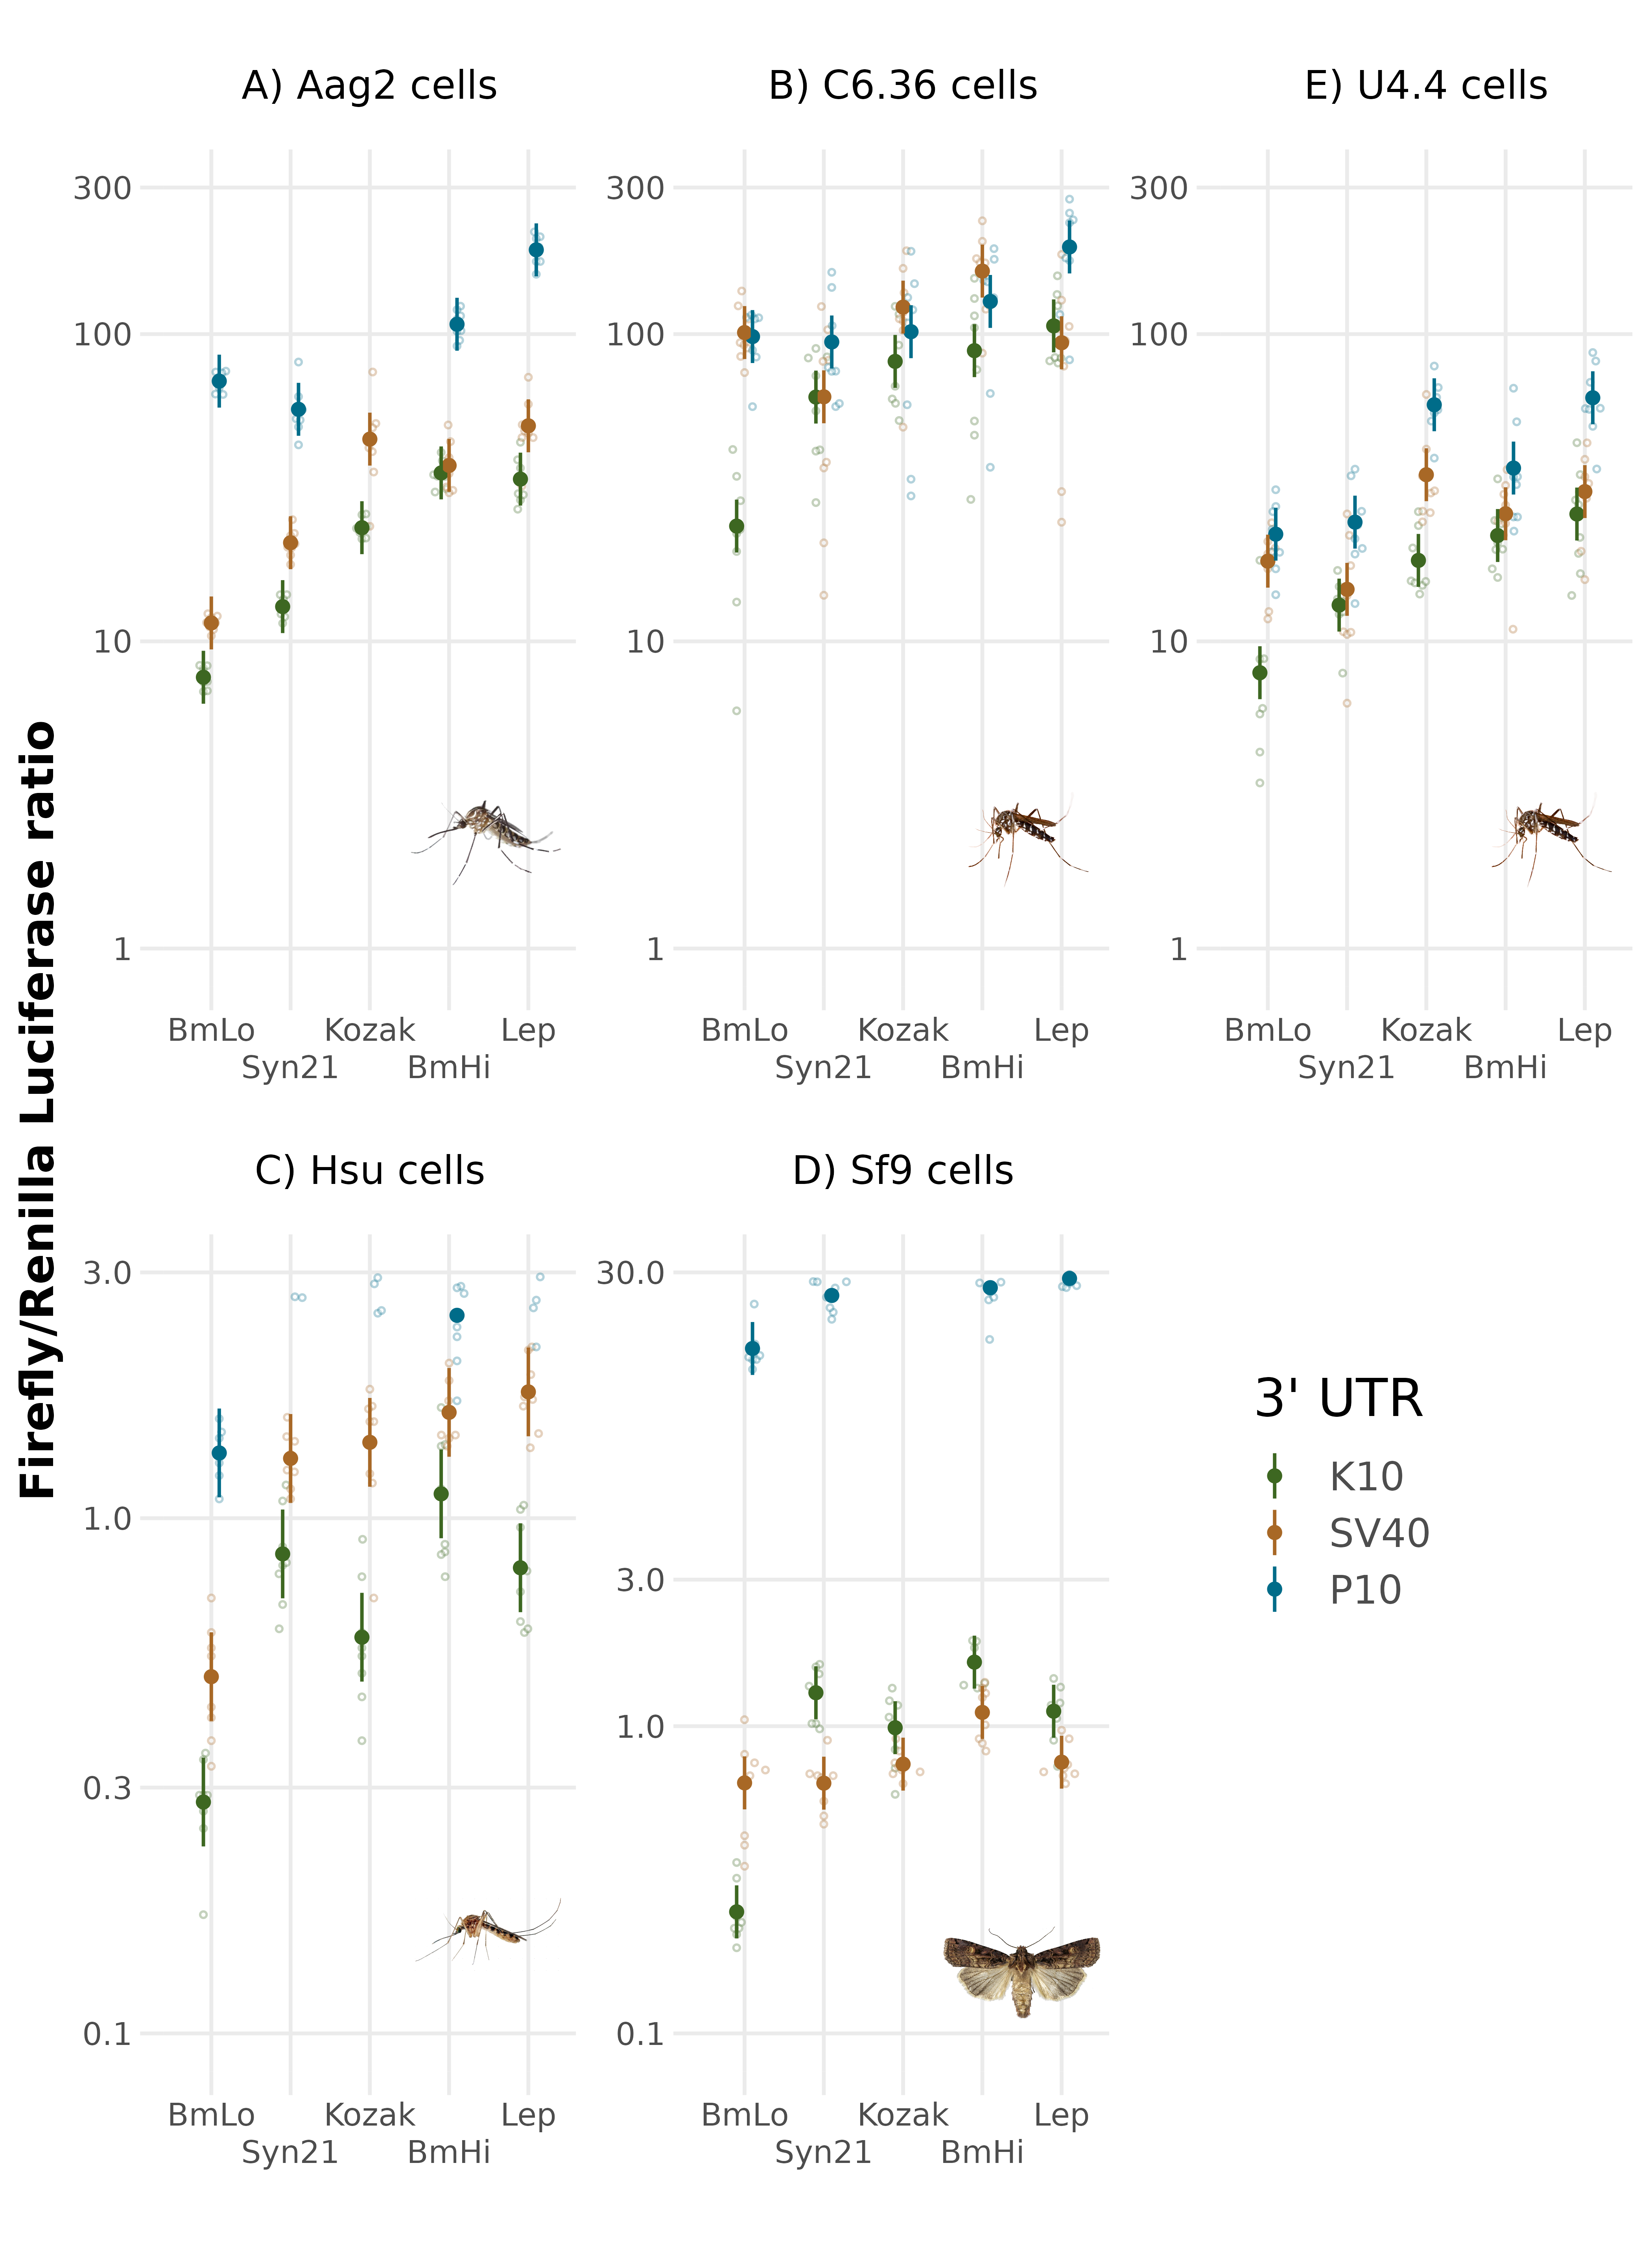 A) Aag2 cells
B) C6.36 cells
E) U4.4 cells
300
100
10
1
300
100
10
1
300
100
10
1
BmLo
Syn21
Kozak
BmHi
Lep
BmLo
Syn21
Kozak
BmHi
Lep
BmLo
Syn21
Kozak
BmHi
Lep
Firefly/Renilla Luciferase ratio
C) Hsu cells
D) Sf9 cells
3.0
1.0
0.3
0.1
30.0
3.0
1.0
0.1
BmLo
Syn21
Kozak
BmHi
Lep
BmLo
Syn21
Kozak
BmHi
Lep
3' UTR
K10
SV40
P10